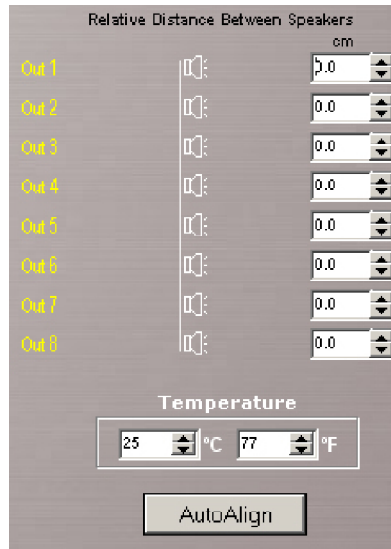 Relative Distance Between Speakers
cm
Out 1 0.0
Out 2 0.0
Out 3 0.0
Out 4 0.0
Out 5 0.0
Out 6 0.0
Out 7 0.0
Out 8 0.0
Temperature
25 °C 77 °F
AutoAlign